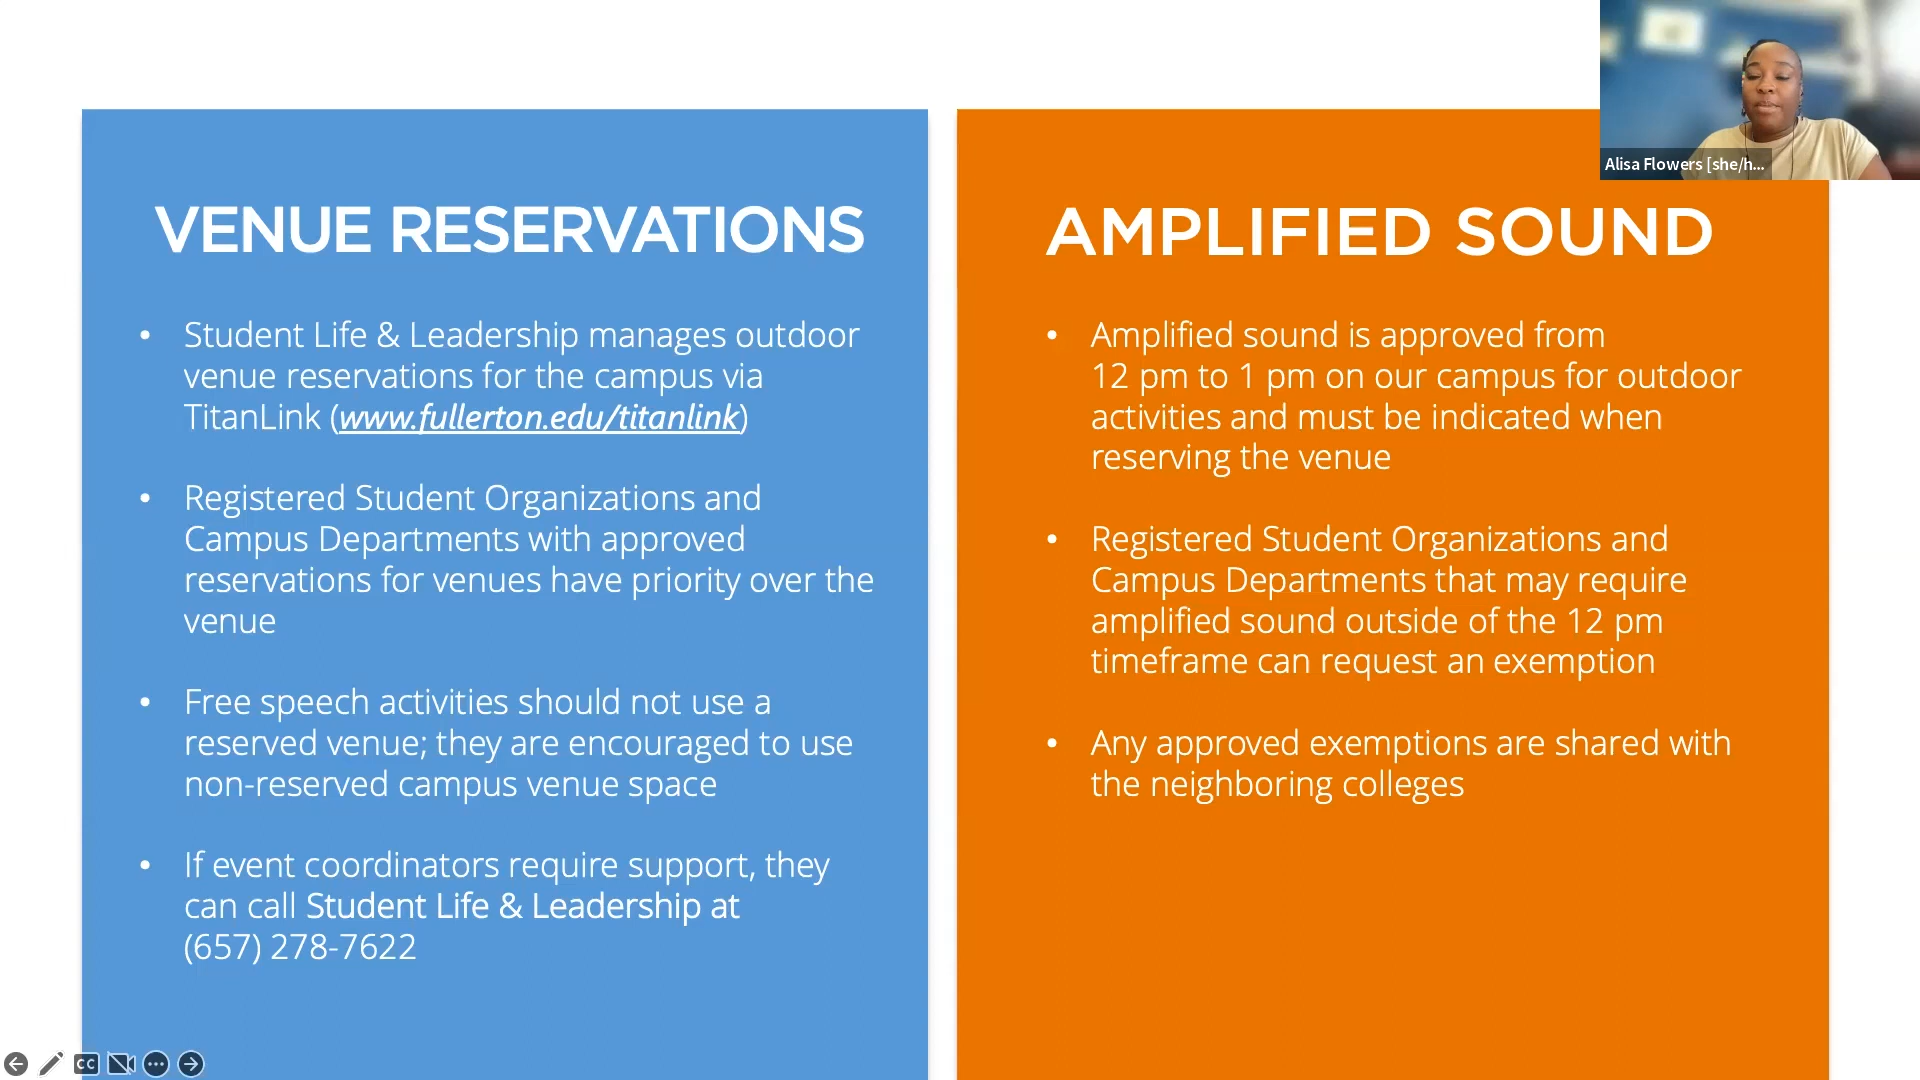 VENUE RESERVATIONS
• Student Life & Leadership manages outdoor
venue reservations for the campus via
TitanLink (www.fullerton.edu/titanlink)
• Registered Student Organizations and
Campus Departments with approved
reservations for venues have priority over the
venue
• Free speech activities should not use a
reserved venue; they are encouraged to use
non-reserved campus venue space
• If event coordinators require support, they
can call Student Life & Leadership at
(657) 278-7622
AMPLIFIED SOUND
• Amplified sound is approved from
12 pm to 1 pm on our campus for outdoor
activities and must be indicated when
reserving the venue
• Registered Student Organizations and
Campus Departments that may require
amplified sound outside of the 12 pm
timeframe can request an exemption
• Any approved exemptions are shared with
the neighboring colleges
Alisa Flowers [she/h...
CC